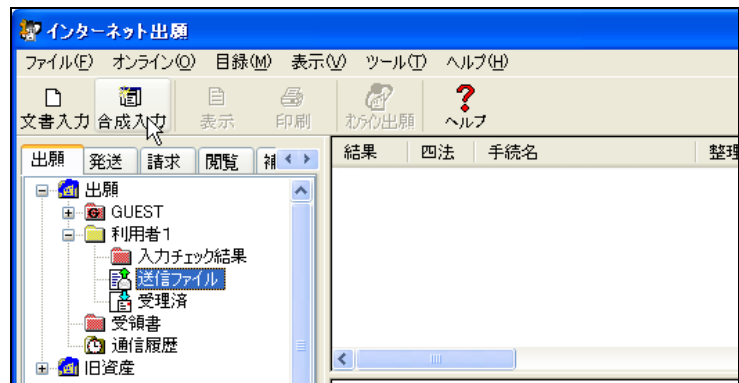 インターネット出願
ファイル(F) オンライン(O) 目録(M) 表示(V) ツール(T) ヘルプ(H)
文書入力 合成入力 表示 印刷 オンライン出願 ヘルプ
出願 発送 請求 閲覧 補
結果 四法 手続名 整理
出願
GUEST
利用者1
入力チェック結果
送信ファイル
受理済
受領書
通信履歴
旧資産